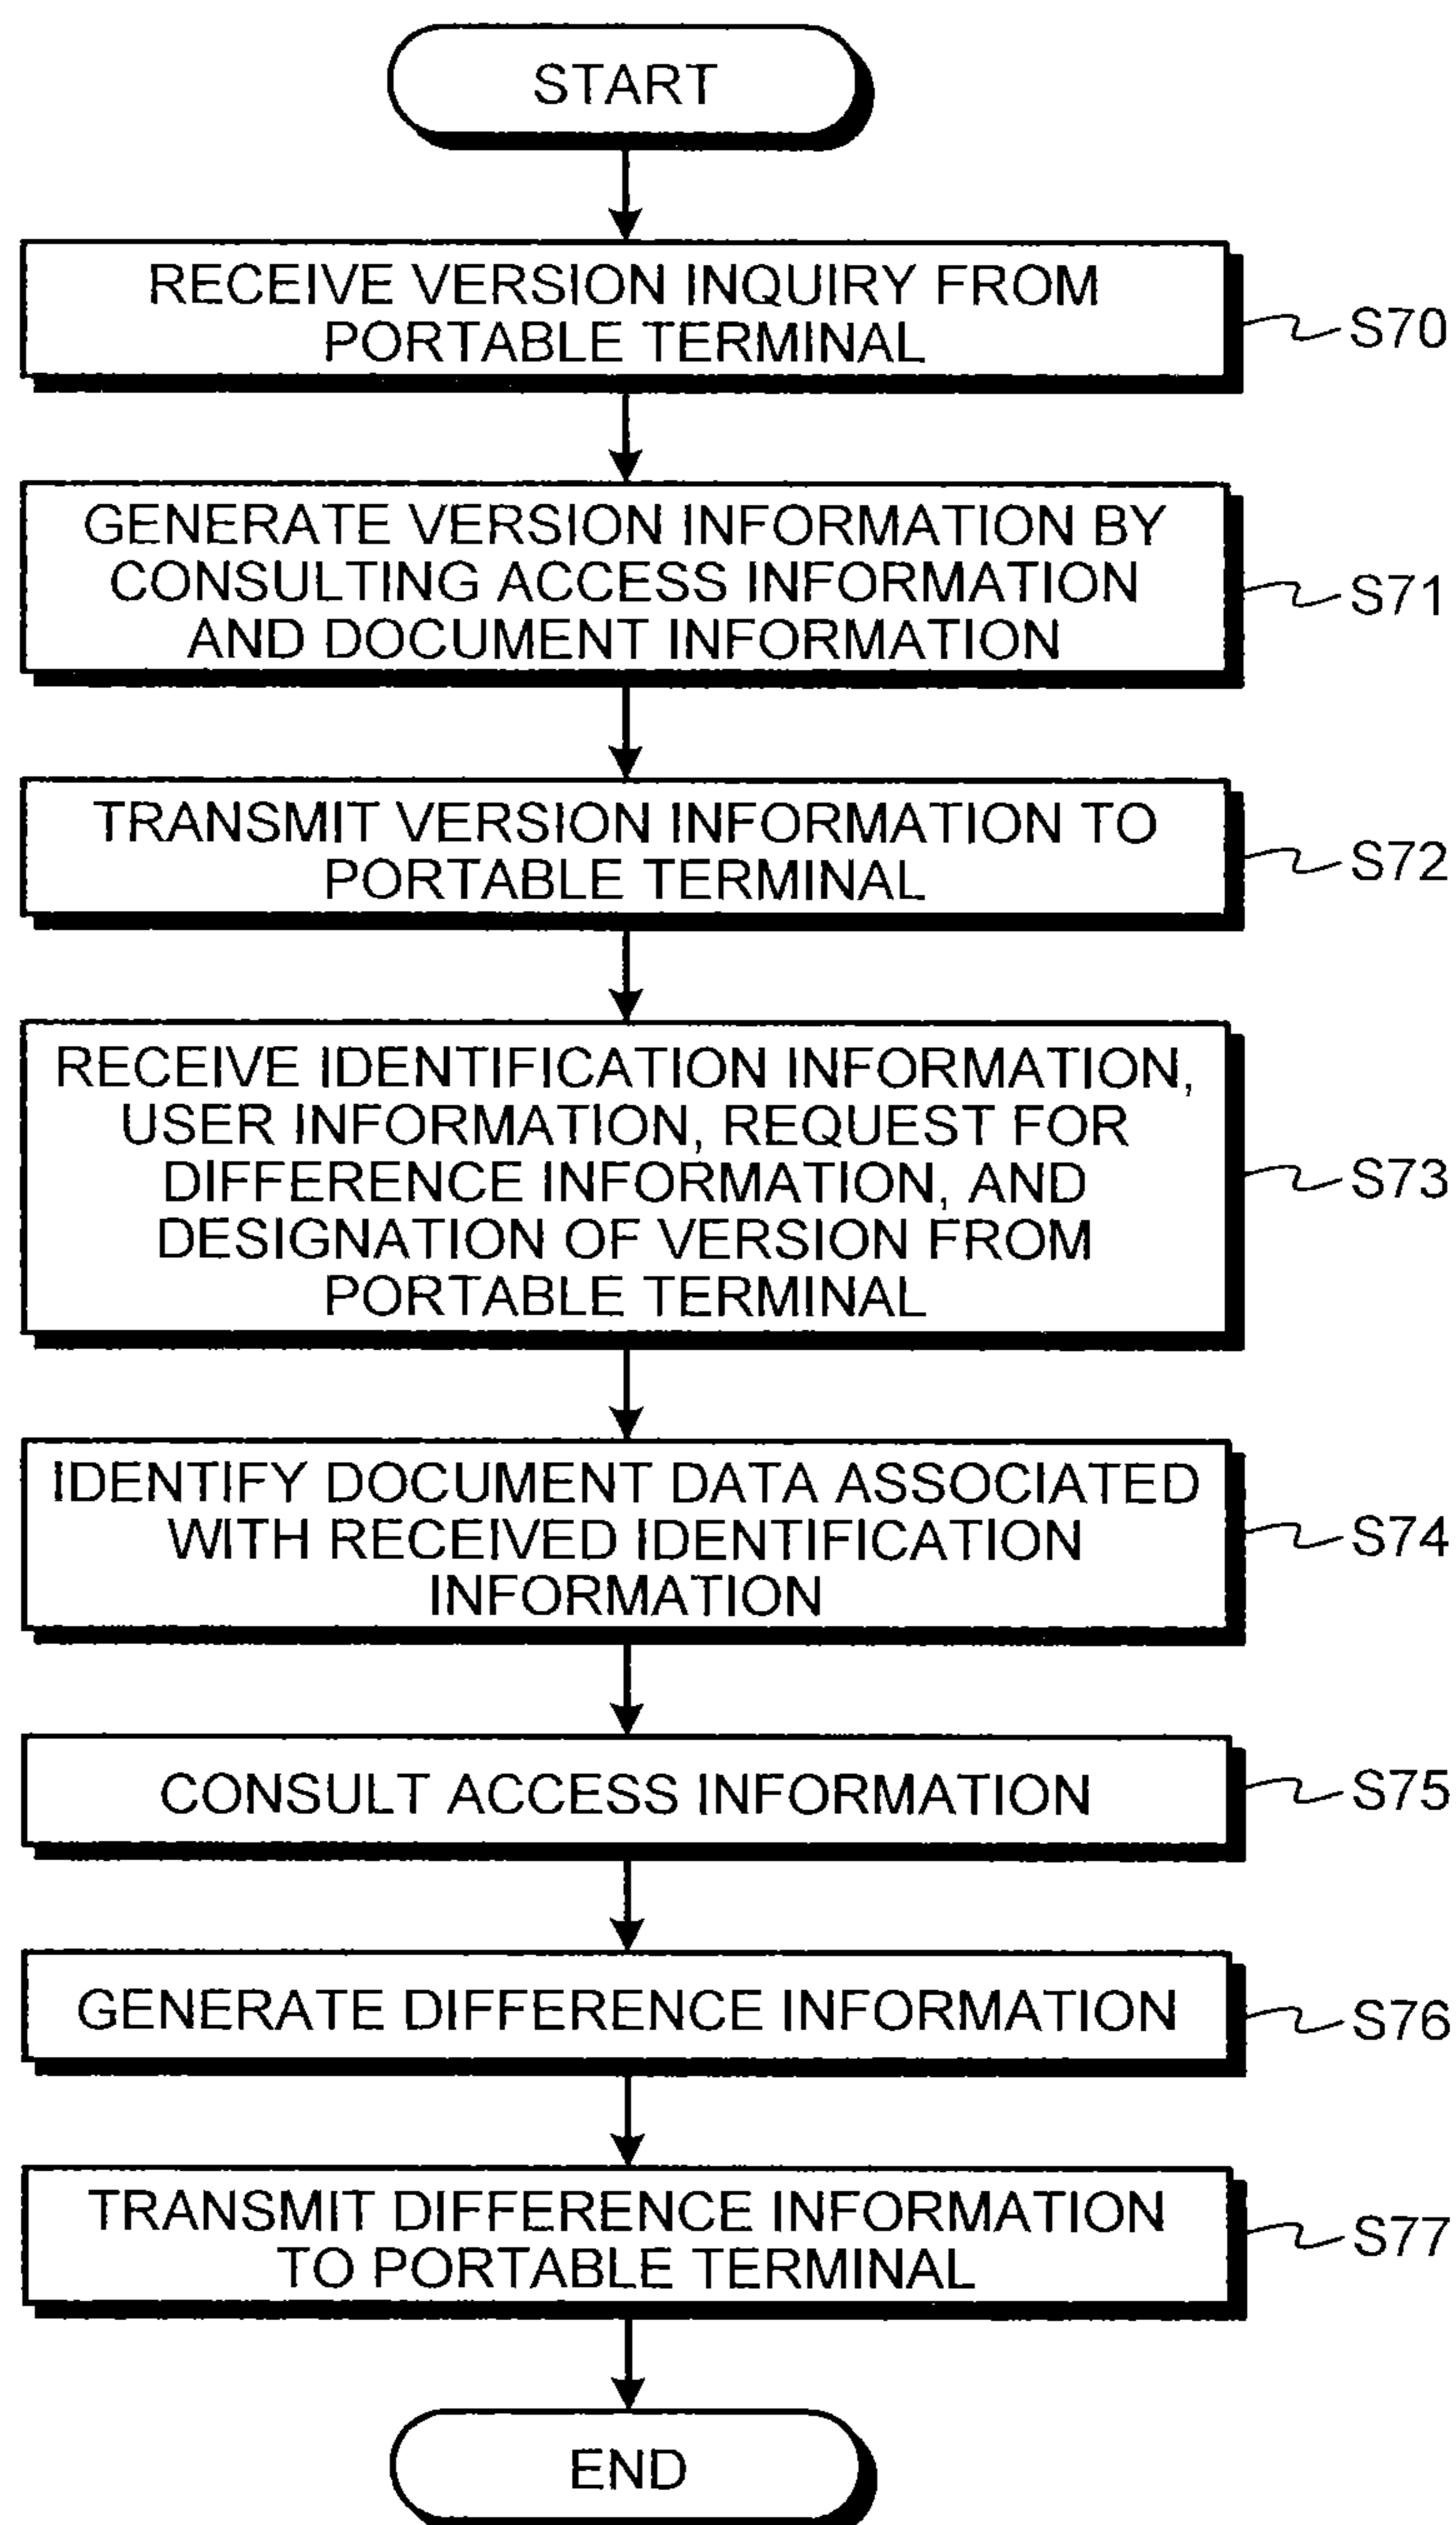 START
RECEIVE VERSION INQUIRY FROM
PORTABLE TERMINAL
S70
GENERATE VERSION INFORMATION BY
CONSULTING ACCESS INFORMATION
AND DOCUMENT INFORMATION
S71
TRANSMIT VERSION INFORMATION TO
PORTABLE TERMINAL
S72
RECEIVE IDENTIFICATION INFORMATION,
USER INFORMATION, REQUEST FOR
DIFFERENCE INFORMATION, AND
DESIGNATION OF VERSION FROM
PORTABLE TERMINAL
S73
IDENTIFY DOCUMENT DATA ASSOCIATED
WITH RECEIVED IDENTIFICATION
INFORMATION
S74
CONSULT ACCESS INFORMATION
S75
GENERATE DIFFERENCE INFORMATION
S76
TRANSMIT DIFFERENCE INFORMATION
TO PORTABLE TERMINAL
S77
END